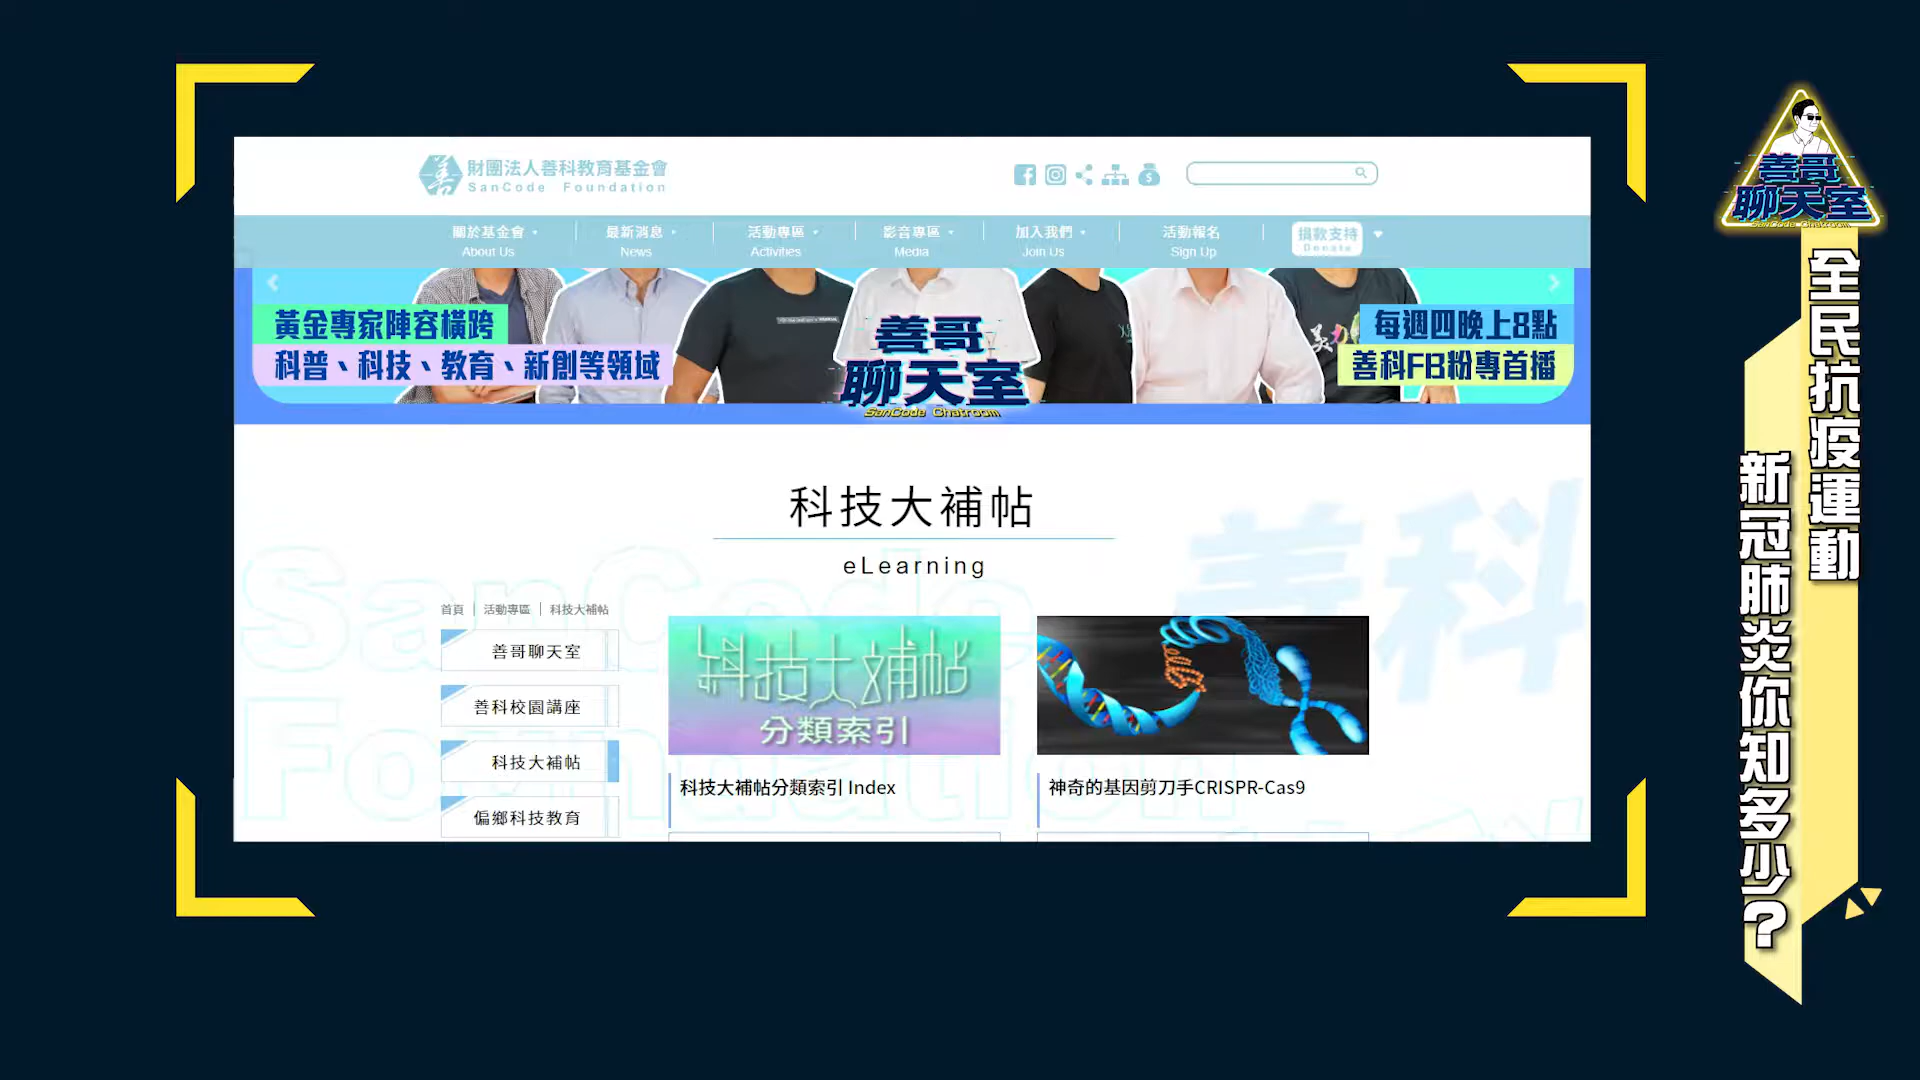 財團法人善科教育基金會
SanCode Foundation
關於基金會
About Us
最新消息
News
活動專區
Activities
影音專區
Media
加入我們
Join Us
活動報名
Sign Up
捐款支持
Donate
黃金專家陣容橫跨
科普、科技、教育、新創等領域
善哥
聊天室
SanCode Chatroom
每週四晚上8點
善科FB粉專首播
科技大補帖
eLearning
首頁 | 活動專區 | 科技大補帖
善哥聊天室
善科校園講座
科技大補帖
偏鄉科技教育
科技大補帖
分類索引
科技大補帖分類索引 Index
神奇的基因剪刀手CRISPR-Cas9
善科
SanCode
Foundation
善哥
聊天室
SanCode Chatroom
全民抗疫運動
新冠肺炎你知多少?